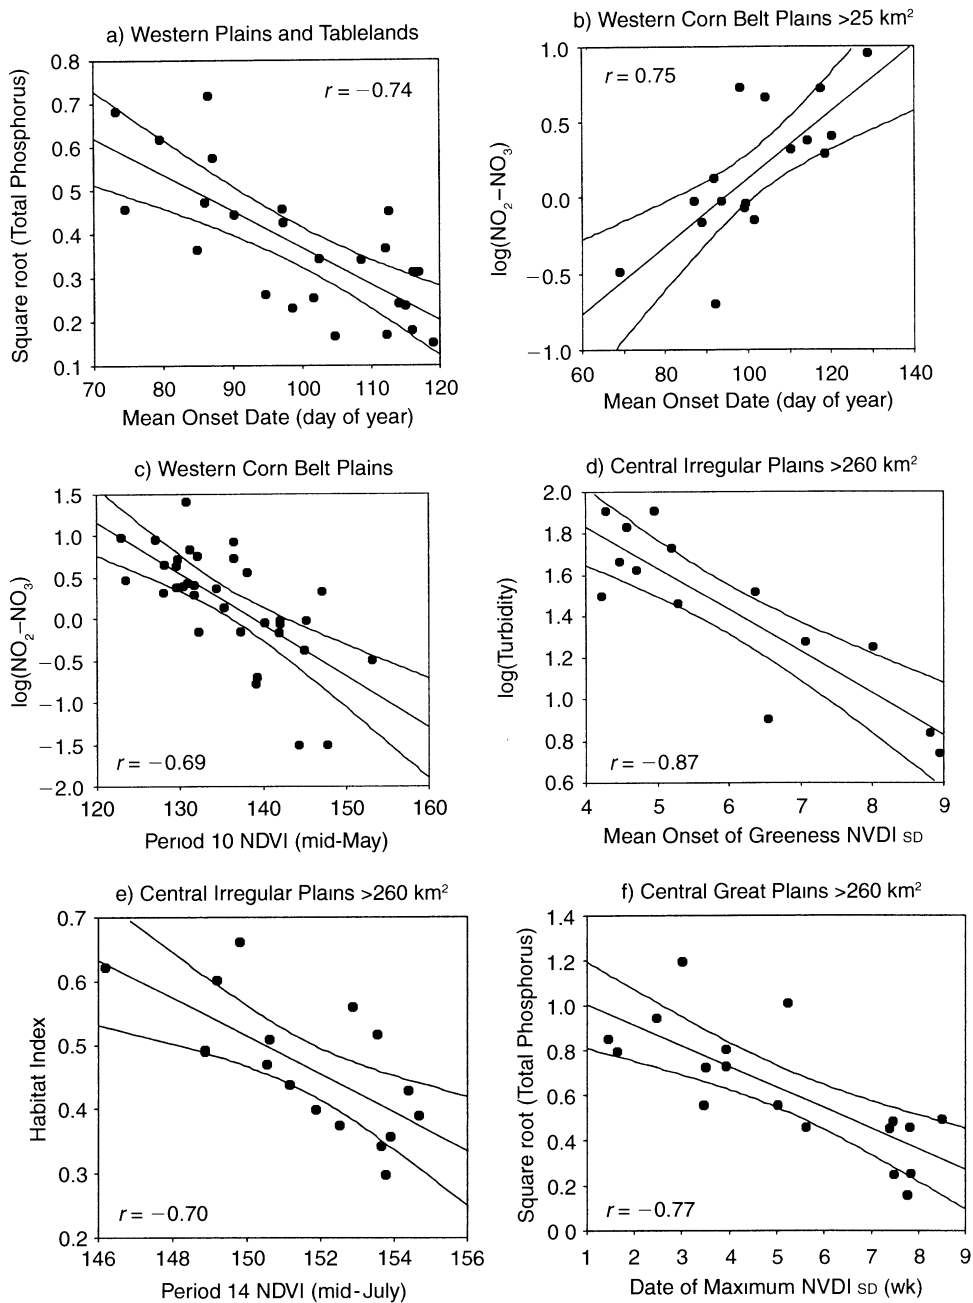 a) Western Plains and Tablelands
0.8
0.7
0.6
0.5
0.4
0.3
0.2
0.1
r = −0.74
Square root (Total Phosphorus)
70 80 90 100 110 120
Mean Onset Date (day of year)
b) Western Corn Belt Plains >25 km²
1.0
0.5
0.0
−0.5
−1.0
r = 0.75
log(NO₂−NO₃)
60 80 100 120 140
Mean Onset Date (day of year)
c) Western Corn Belt Plains
1.5
1.0
0.5
0.0
−0.5
−1.0
−1.5
−2.0
r = −0.69
log(NO₂−NO₃)
120 130 140 150 160
Period 10 NDVI (mid-May)
d) Central Irregular Plains >260 km²
2.0
1.8
1.6
1.4
1.2
1.0
0.8
0.6
r = −0.87
log(Turbidity)
4 5 6 7 8 9
Mean Onset of Greeness NVDI SD
e) Central Irregular Plains >260 km²
0.7
0.6
0.5
0.4
0.3
0.2
r = −0.70
Habitat Index
146 148 150 152 154 156
Period 14 NDVI (mid-July)
f) Central Great Plains >260 km²
1.4
1.2
1.0
0.8
0.6
0.4
0.2
0.0
r = −0.77
Square root (Total Phosphorus)
1 2 3 4 5 6 7 8 9
Date of Maximum NVDI SD (wk)